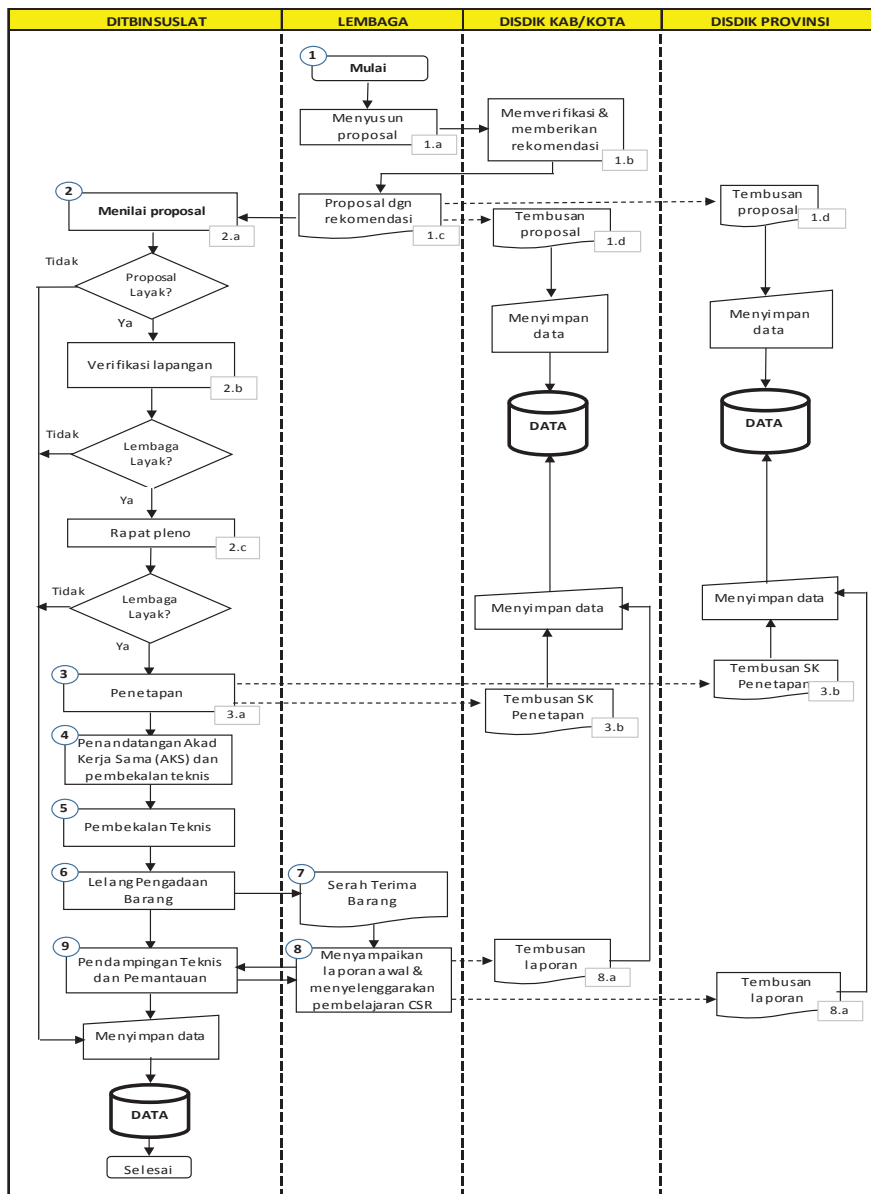 DITBINSUSLAT
LEMBAGA
DISDIK KAB/KOTA
DISDIK PROVINSI
1
Mulai
Menyusun
proposal
1.a
Memverifikasi &
memberikan
rekomendasi
1.b
2
Menilai proposal
2.a
Proposal dgn
rekomendasi
1.c
Tembusan
proposal
1.d
Tembusan
proposal
1.d
Tidak
Proposal
Layak?
Ya
Menyimpan
data
Menyimpan
data
Verifikasi lapangan
2.b
DATA
DATA
Tidak
Lembaga
Layak?
Ya
Rapat pleno
2.c
Tidak
Lembaga
Layak?
Ya
Menyimpan data
Menyimpan data
3
Penetapan
3.a
Tembusan SK
Penetapan
3.b
Tembusan SK
Penetapan
3.b
4
Penandatangan Akad
Kerja Sama (AKS) dan
pembekalan teknis
5
Pembekalan Teknis
6
Lelang Pengadaan
Barang
7
Serah Terima
Barang
9
Pendampingan Teknis
dan Pemantauan
8
Menyampaikan
laporan awal &
menyelenggarakan
pembelajaran CSR
Tembusan
laporan
8.a
Tembusan
laporan
8.a
Menyimpan data
DATA
Selesai